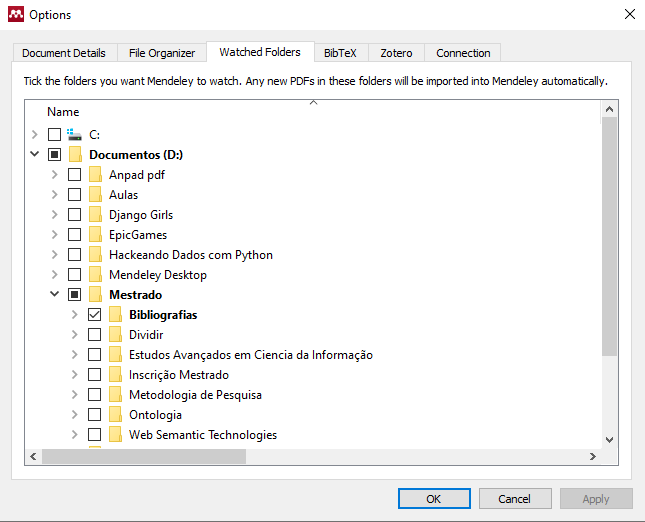 Options
Document Details File Organizer Watched Folders BibTeX Zotero Connection
Tick the folders you want Mendeley to watch. Any new PDFs in these folders will be imported into Mendeley automatically.
Name
C:
Documentos (D:)
Anpad pdf
Aulas
Django Girls
EpicGames
Hackeando Dados com Python
Mendeley Desktop
Mestrado
Bibliografias
Dividir
Estudos Avançados em Ciencia da Informação
Inscrição Mestrado
Metodologia de Pesquisa
Ontologia
Web Semantic Technologies
OK Cancel Apply